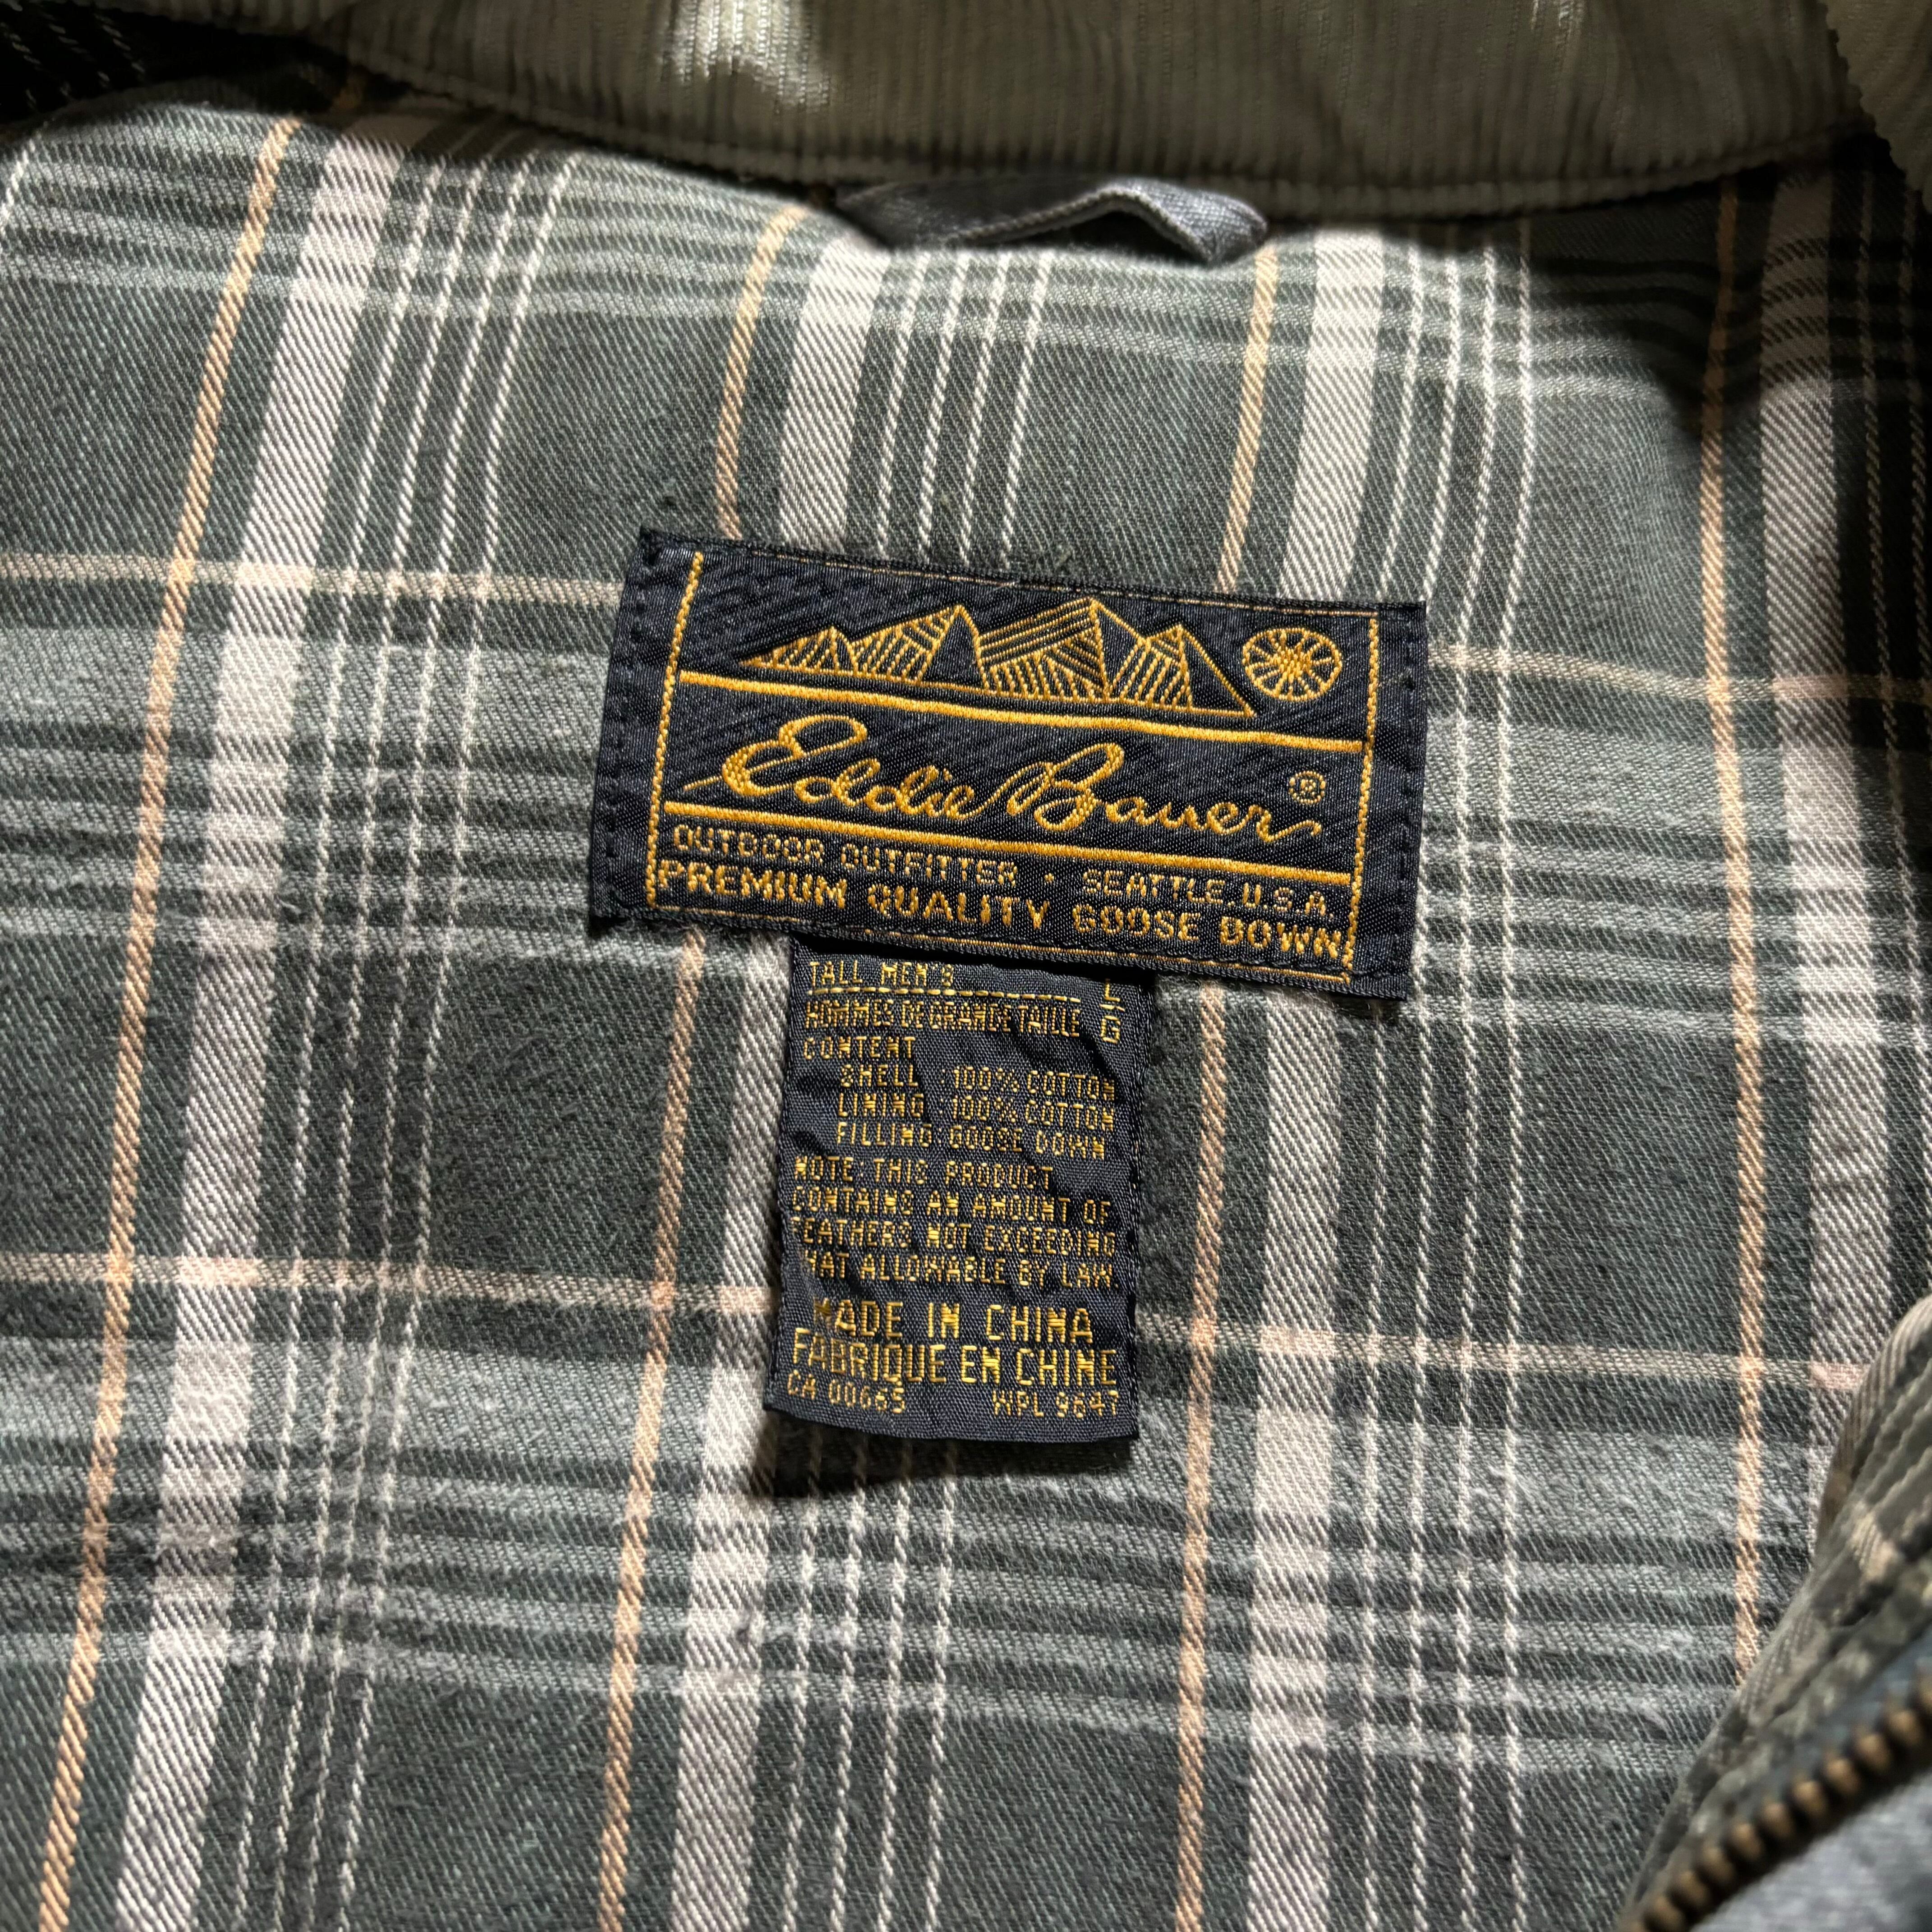 Eddie Bauer ®
OUTDOOR OUTFITTER • SEATTLE, U.S.A.
PREMIUM QUALITY GOOSE DOWN
TALL MEN'S L
HOMMES DE GRANDE TAILLE G
CONTENT
SHELL : 100% COTTON
LINING : 100% COTTON
FILLING: GOOSE DOWN
NOTE: THIS PRODUCT
CONTAINS AN AMOUNT OF
FEATHERS NOT EXCEEDING
THAT ALLOWABLE BY LAW
MADE IN CHINA
FABRIQUE EN CHINE
CA 00665 WPL 9647